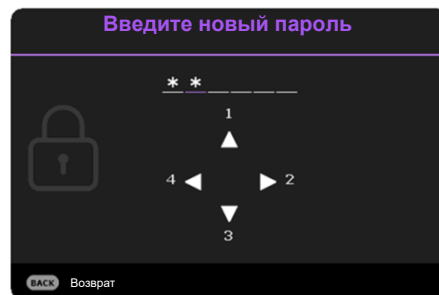 Введите новый пароль
* * _ _ _ _
1
4 2
3
BACK Возврат